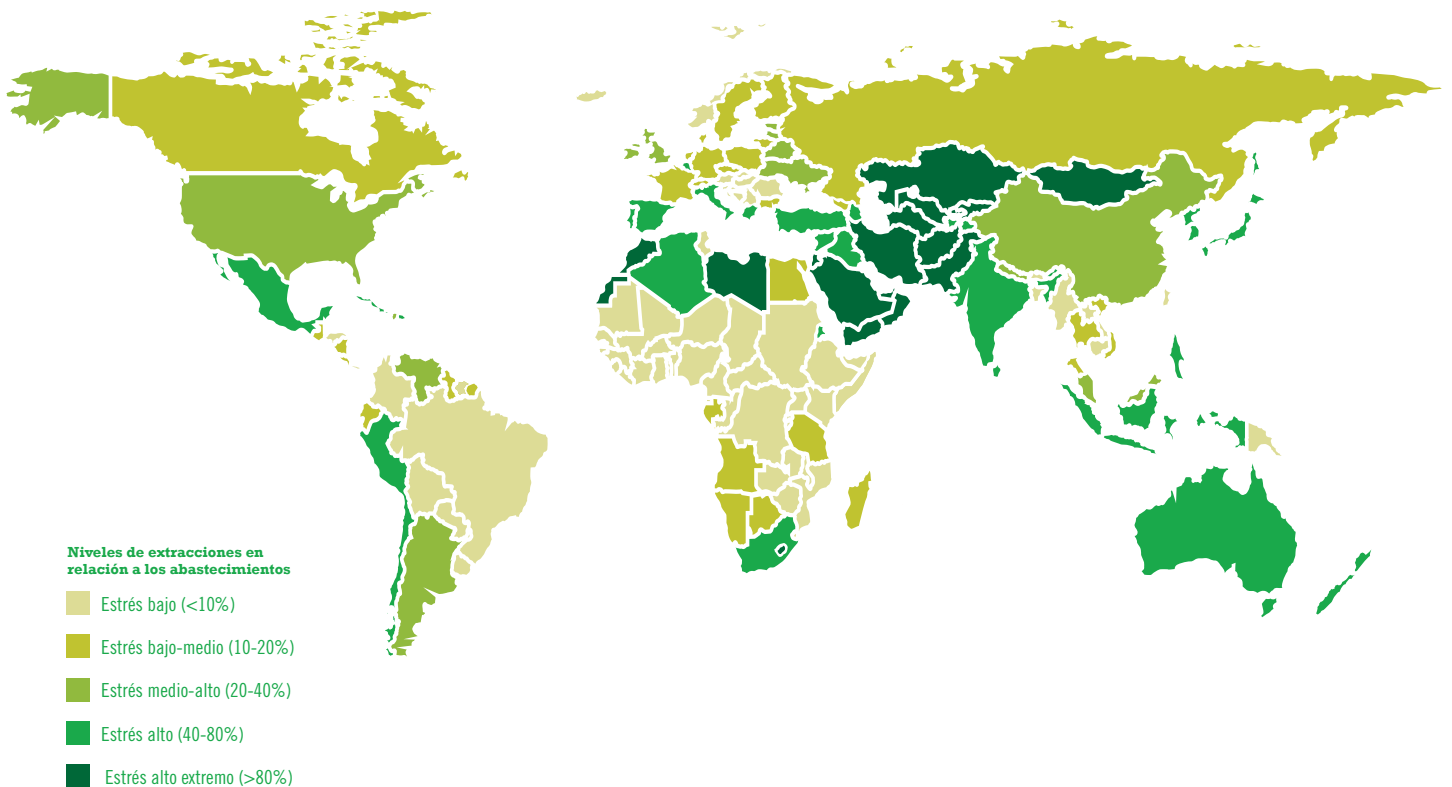 Niveles de extracciones en
relación a los abastecimientos
Estrés bajo (<10%)
Estrés bajo-medio (10-20%)
Estrés medio-alto (20-40%)
Estrés alto (40-80%)
Estrés alto extremo (>80%)